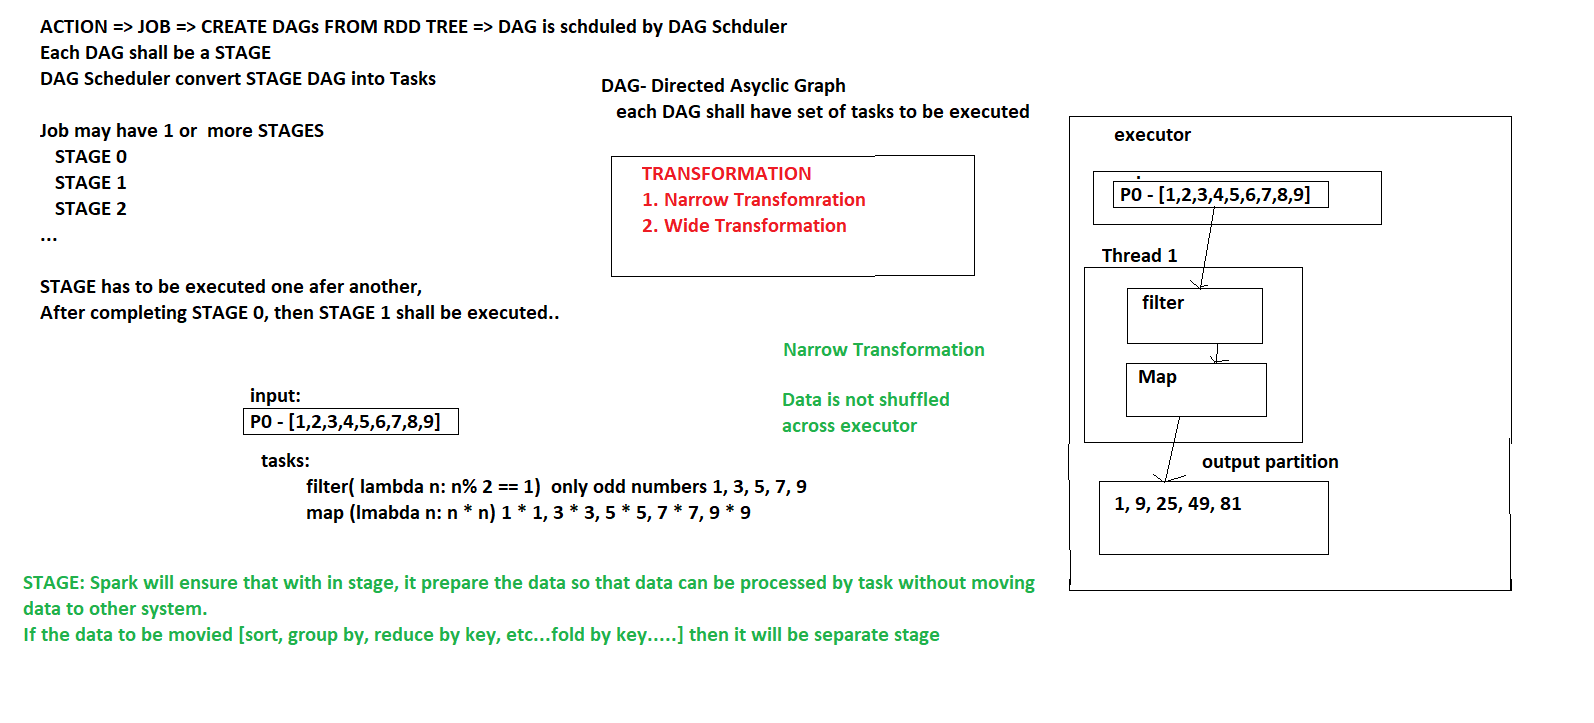 ACTION => JOB => CREATE DAGs FROM RDD TREE => DAG is schduled by DAG Schduler
Each DAG shall be a STAGE
DAG Scheduler convert STAGE DAG into Tasks
DAG- Directed Asyclic Graph
each DAG shall have set of tasks to be executed
Job may have 1 or  more STAGES
STAGE 0
STAGE 1
STAGE 2
...
TRANSFORMATION
1. Narrow Transfomration
2. Wide Transformation
STAGE has to be executed one afer another,
After completing STAGE 0, then STAGE 1 shall be executed..
Narrow Transformation
Data is not shuffled
across executor
input:
P0 - [1,2,3,4,5,6,7,8,9]
tasks:
filter( lambda n: n% 2 == 1)  only odd numbers 1, 3, 5, 7, 9
map (lmabda n: n * n) 1 * 1, 3 * 3, 5 * 5, 7 * 7, 9 * 9
executor
P0 - [1,2,3,4,5,6,7,8,9]
Thread 1
filter
Map
output partition
1, 9, 25, 49, 81
STAGE: Spark will ensure that with in stage, it prepare the data so that data can be processed by task without moving
data to other system.
If the data to be movied [sort, group by, reduce by key, etc...fold by key.....] then it will be separate stage